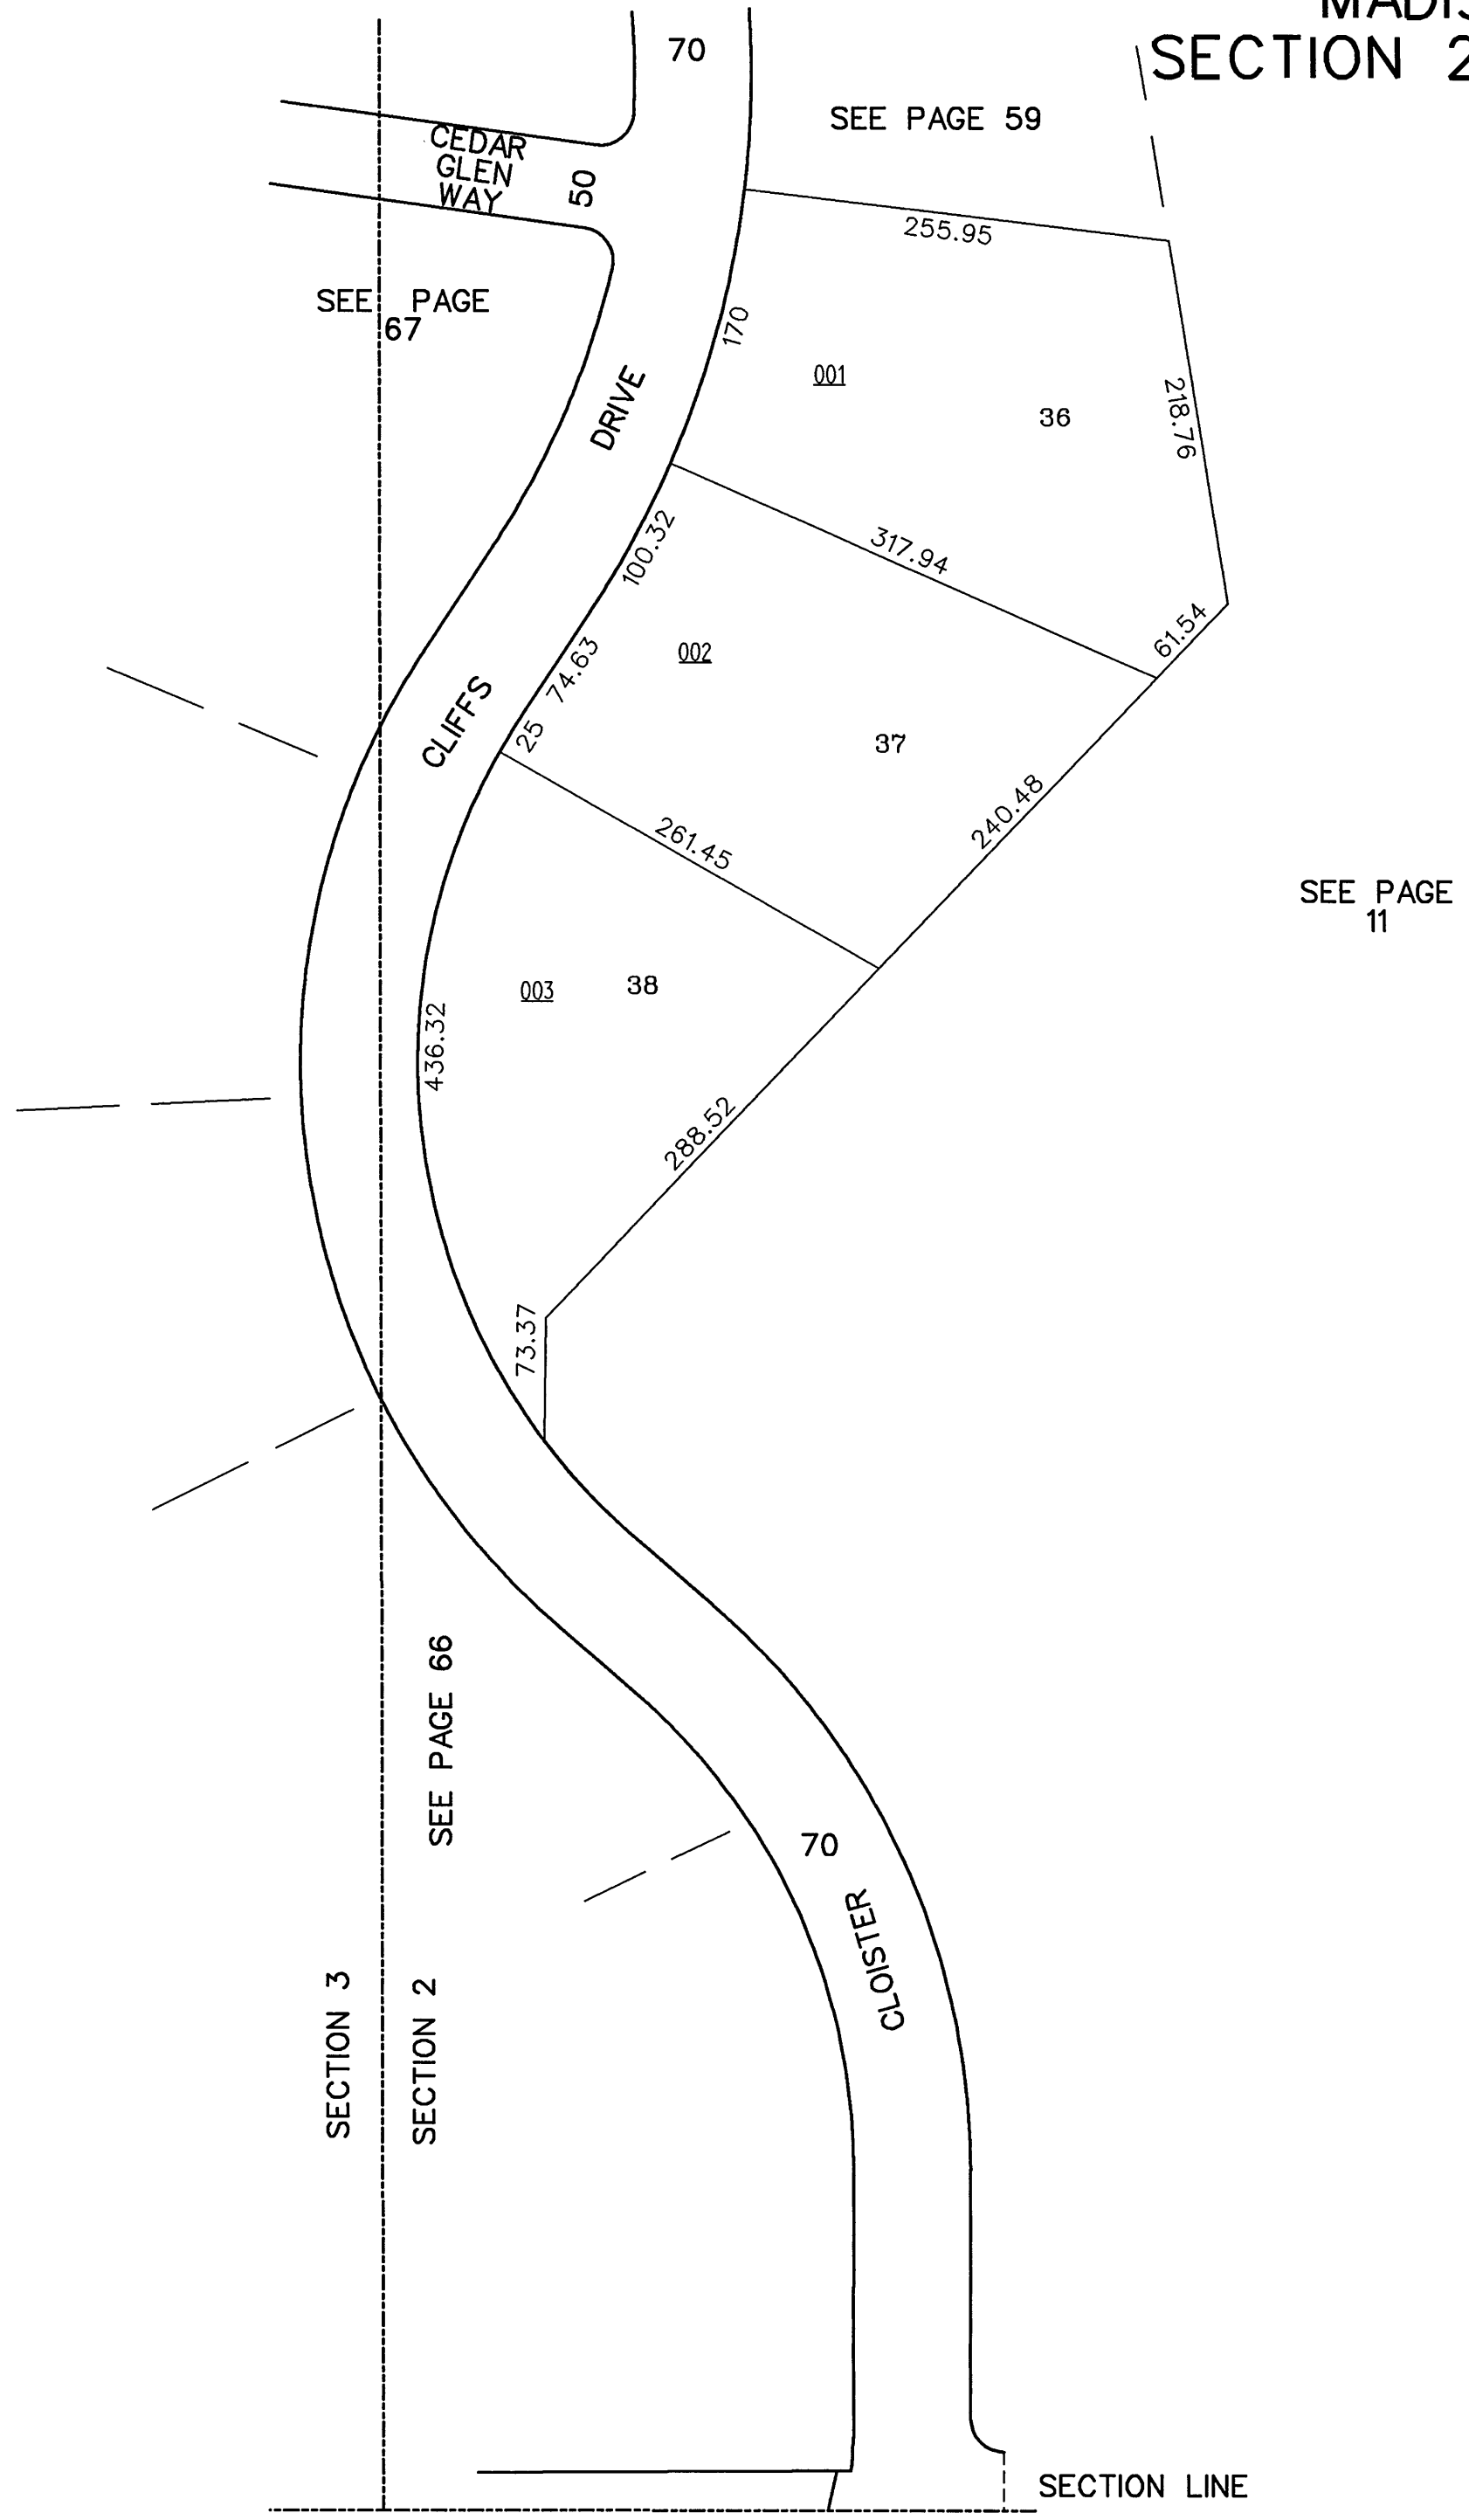 MADIS
SECTION 2
70
SEE PAGE 59
CEDAR
GLEN
WAY
50
255.95
SEE PAGE
67
170
001
36
218.76
DRIVE
100.32
317.94
61.54
002
74.63
25
37
CLIFFS
240.48
261.45
SEE PAGE
11
003
38
436.32
288.52
73.37
SEE PAGE 66
70
CLOISTER
SECTION 3
SECTION 2
SECTION LINE